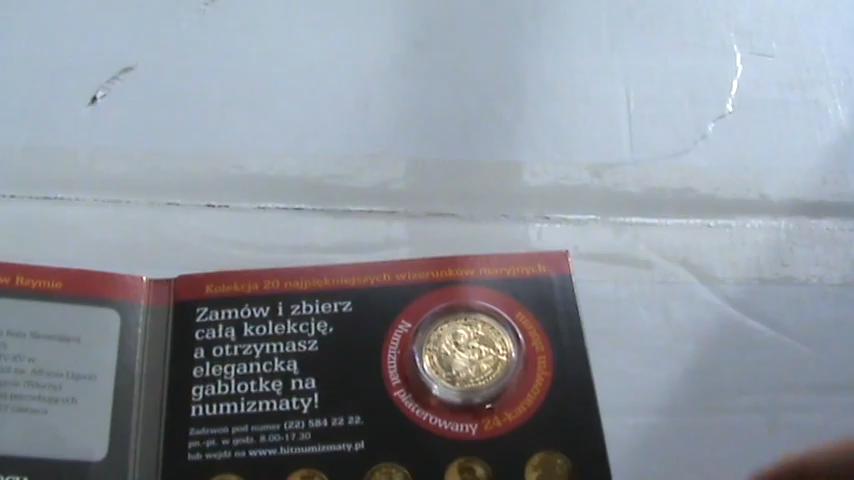 w Rzymie
Kolekcja 20 najpiękniejszych wizerunków maryjnych
Zamów i zbierz
całą kolekcję,
a otrzymasz
elegancką
gablotkę na
numizmaty!
Zadzwoń pod numer (22) 584 22 22,
pn.-pt. w godz. 8.00-17.30
lub wejdź na www.hitnumizmaty.pl
Numizmat platerowany 24-karatowym złotem